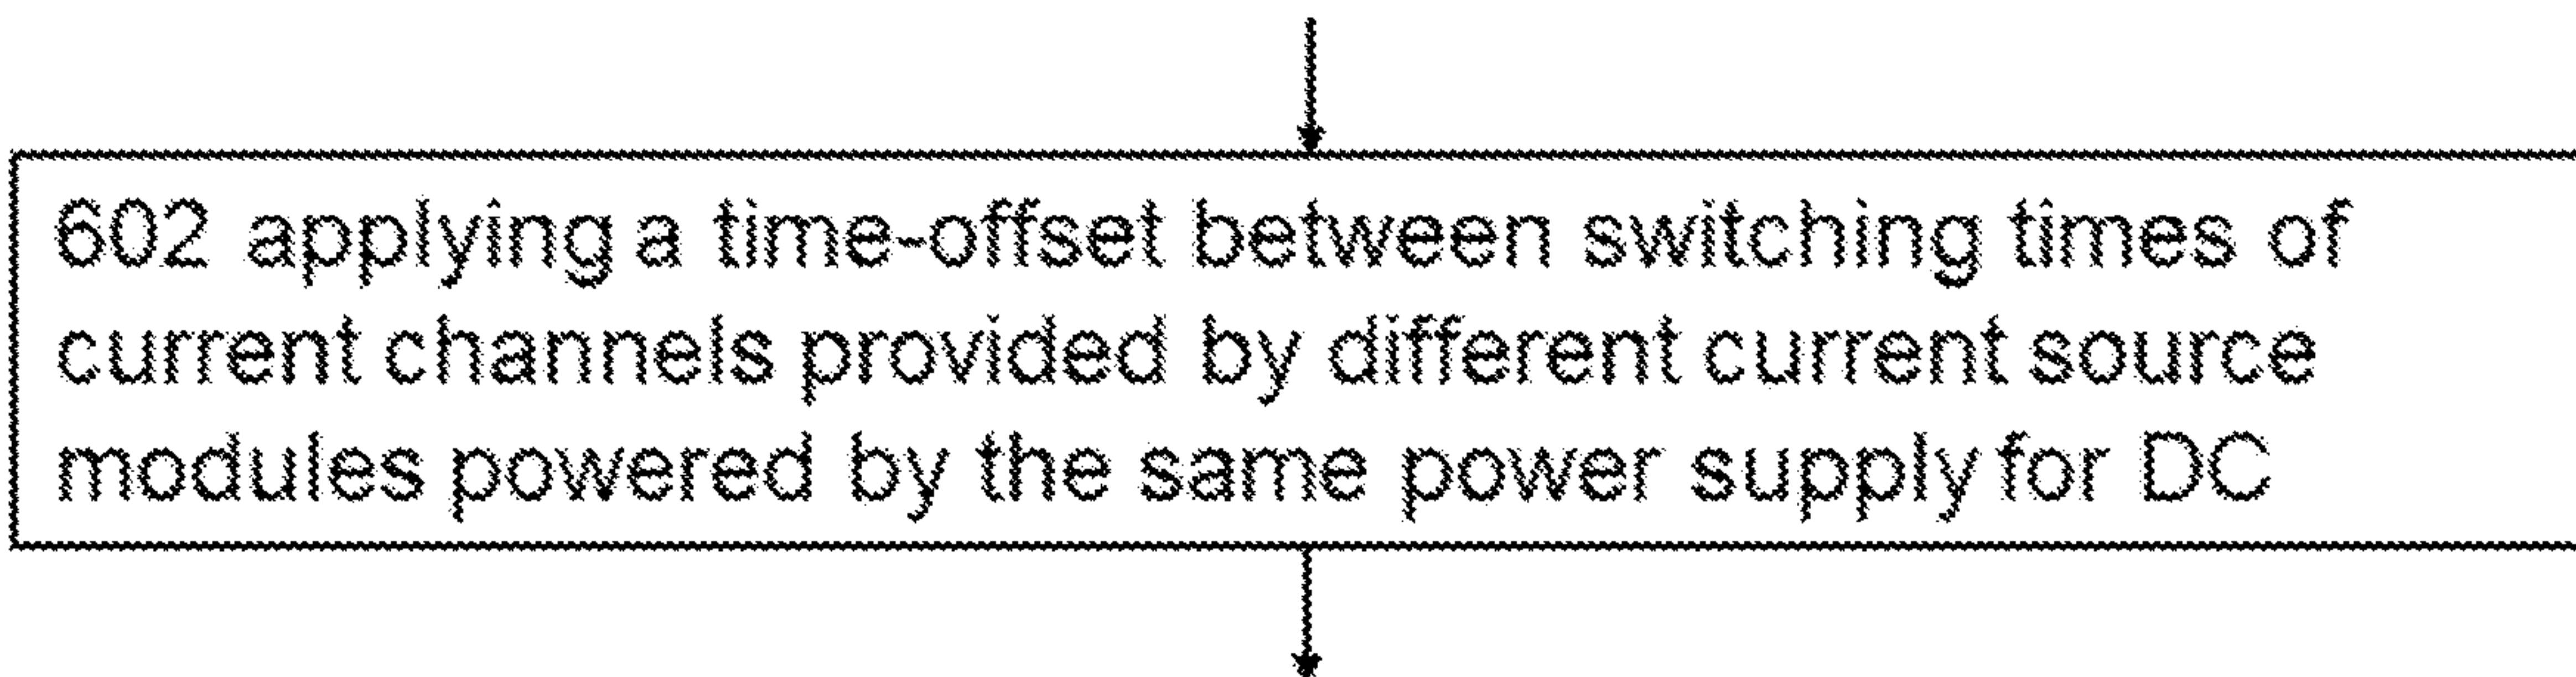 602 applying a time-offset between switching times of
current channels provided by different current source
modules powered by the same power supply for DC